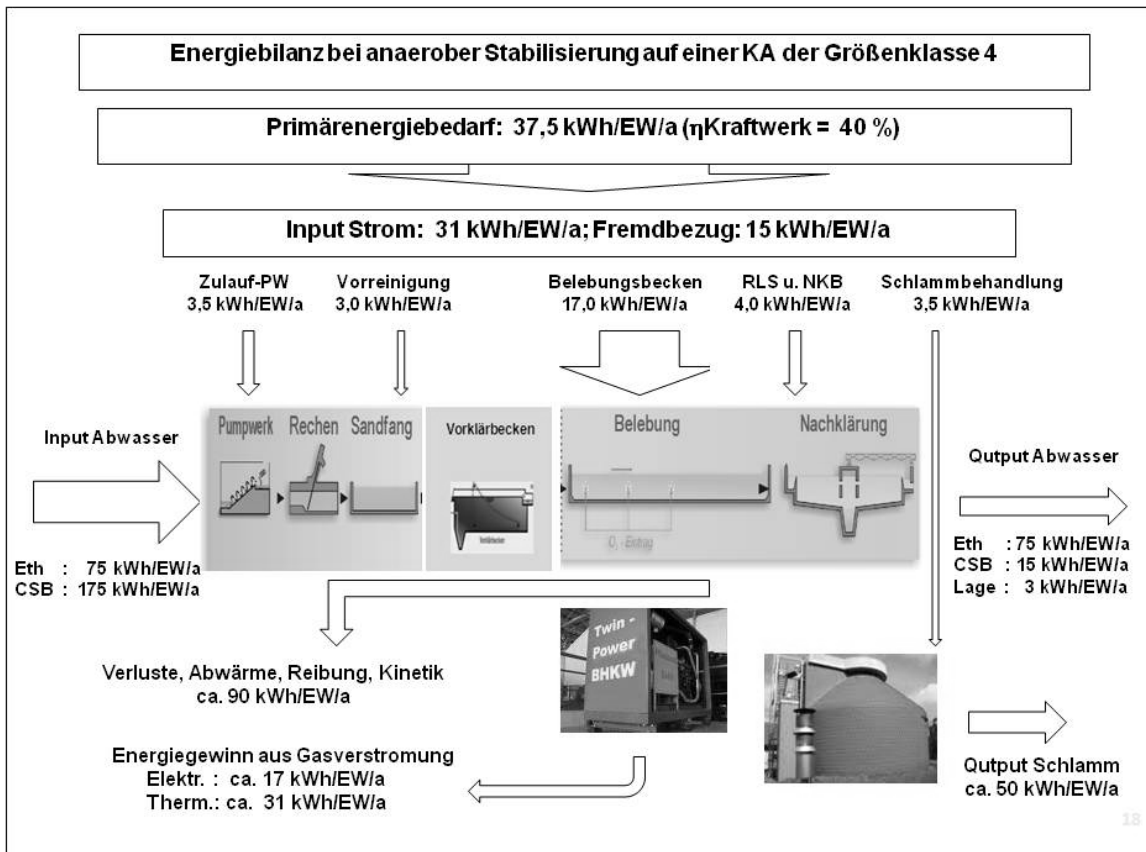 Energiebilanz bei anaerober Stabilisierung auf einer KA der Größenklasse 4
Primärenergiebedarf: 37,5 kWh/EW/a (ηKraftwerk = 40 %)
Input Strom: 31 kWh/EW/a; Fremdbezug: 15 kWh/EW/a
Zulauf-PW
3,5 kWh/EW/a
Vorreinigung
3,0 kWh/EW/a
Belebungsbecken
17,0 kWh/EW/a
RLS u. NKB
4,0 kWh/EW/a
Schlammbehandlung
3,5 kWh/EW/a
Input Abwasser
Eth : 75 kWh/EW/a
CSB : 175 kWh/EW/a
Pumpwerk
Rechen
Sandfang
Vorklärbecken
Vorklärbecken
Belebung
O₂ - Eintrag
Nachklärung
Qutput Abwasser
Eth : 75 kWh/EW/a
CSB : 15 kWh/EW/a
Lage : 3 kWh/EW/a
Verluste, Abwärme, Reibung, Kinetik
ca. 90 kWh/EW/a
Twin -
Power
BHKW
Energiegewinn aus Gasverstromung
Elektr. : ca. 17 kWh/EW/a
Therm.: ca. 31 kWh/EW/a
Qutput Schlamm
ca. 50 kWh/EW/a
18